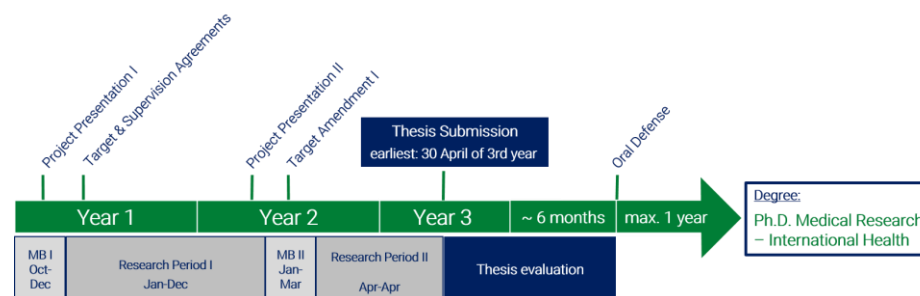 Project Presentation I
Target & Supervision Agreements
Project Presentation II
Target Amendment I
Thesis Submission
earliest: 30 April of 3rd year
Oral Defense
Year 1
Year 2
Year 3
~ 6 months
max. 1 year
Degree:
Ph.D. Medical Research
– International Health
MB I
Oct-
Dec
Research Period I
Jan-Dec
MB II
Jan-
Mar
Research Period II
Apr-Apr
Thesis evaluation